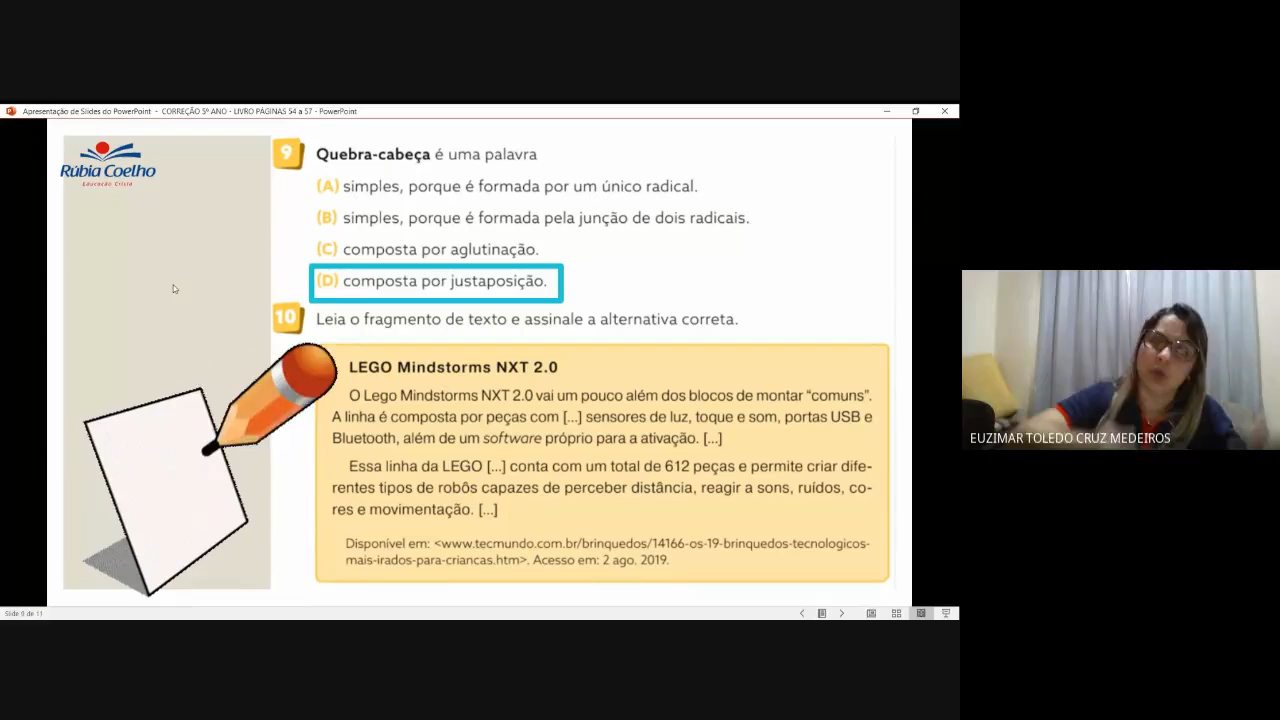 Apresentação de Slides do PowerPoint - CORREÇÃO 5º ANO - LIVRO PÁGINAS 54 a 57 - PowerPoint
Rúbia Coelho
Educação Cristã
9 Quebra-cabeça é uma palavra
(A) simples, porque é formada por um único radical.
(B) simples, porque é formada pela junção de dois radicais.
(C) composta por aglutinação.
(D) composta por justaposição.
10 Leia o fragmento de texto e assinale a alternativa correta.
LEGO Mindstorms NXT 2.0
O Lego Mindstorms NXT 2.0 vai um pouco além dos blocos de montar “comuns”.
A linha é composta por peças com [...] sensores de luz, toque e som, portas USB e
Bluetooth, além de um software próprio para a ativação. [...]
Essa linha da LEGO [...] conta com um total de 612 peças e permite criar dife-
rentes tipos de robôs capazes de perceber distância, reagir a sons, ruídos, co-
res e movimentação. [...]
Disponível em: <www.tecmundo.com.br/brinquedos/14166-os-19-brinquedos-tecnologicos-
mais-irados-para-criancas.htm>. Acesso em: 2 ago. 2019.
Slide 9 de 11
EUZIMAR TOLEDO CRUZ MEDEIROS